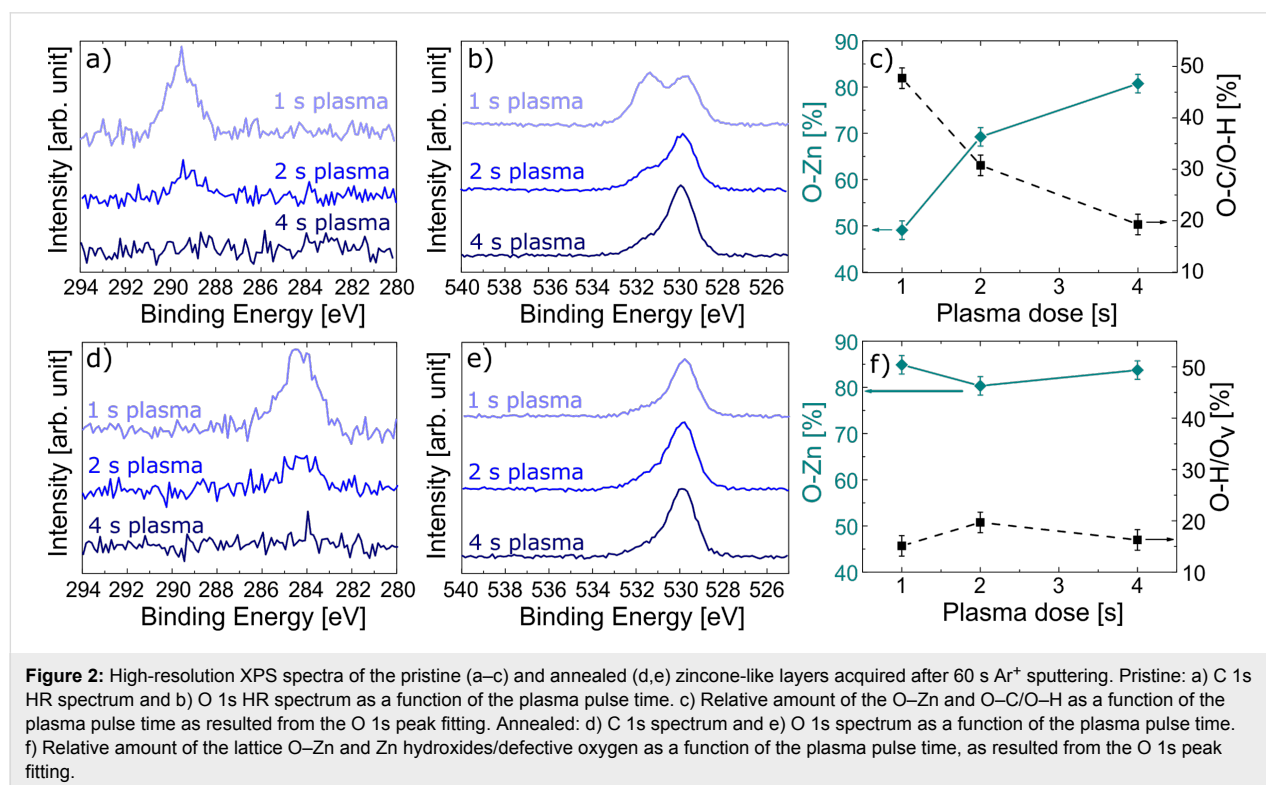 a)
Intensity [arb. unit]
1 s plasma
2 s plasma
4 s plasma
294 292 290 288 286 284 282 280
Binding Energy [eV]
b)
Intensity [arb. unit]
1 s plasma
2 s plasma
4 s plasma
540 538 536 534 532 530 528 526
Binding Energy [eV]
c)
O-Zn [%]
90
80
70
60
50
40
O-C/O-H [%]
50
40
30
20
10
1 2 3 4
Plasma dose [s]
d)
Intensity [arb. unit]
1 s plasma
2 s plasma
4 s plasma
294 292 290 288 286 284 282 280
Binding Energy [eV]
e)
Intensity [arb. unit]
1 s plasma
2 s plasma
4 s plasma
540 538 536 534 532 530 528 526
Binding Energy [eV]
f)
O-Zn [%]
90
80
70
60
50
40
O-H/OV [%]
50
40
30
20
10
1 2 3 4
Plasma dose [s]
Figure 2: High-resolution XPS spectra of the pristine (a–c) and annealed (d,e) zincone-like layers acquired after 60 s Ar+ sputtering. Pristine: a) C 1s
HR spectrum and b) O 1s HR spectrum as a function of the plasma pulse time. c) Relative amount of the O–Zn and O–C/O–H as a function of the
plasma pulse time as resulted from the O 1s peak fitting. Annealed: d) C 1s spectrum and e) O 1s spectrum as a function of the plasma pulse time.
f) Relative amount of the lattice O–Zn and Zn hydroxides/defective oxygen as a function of the plasma pulse time, as resulted from the O 1s peak
fitting.